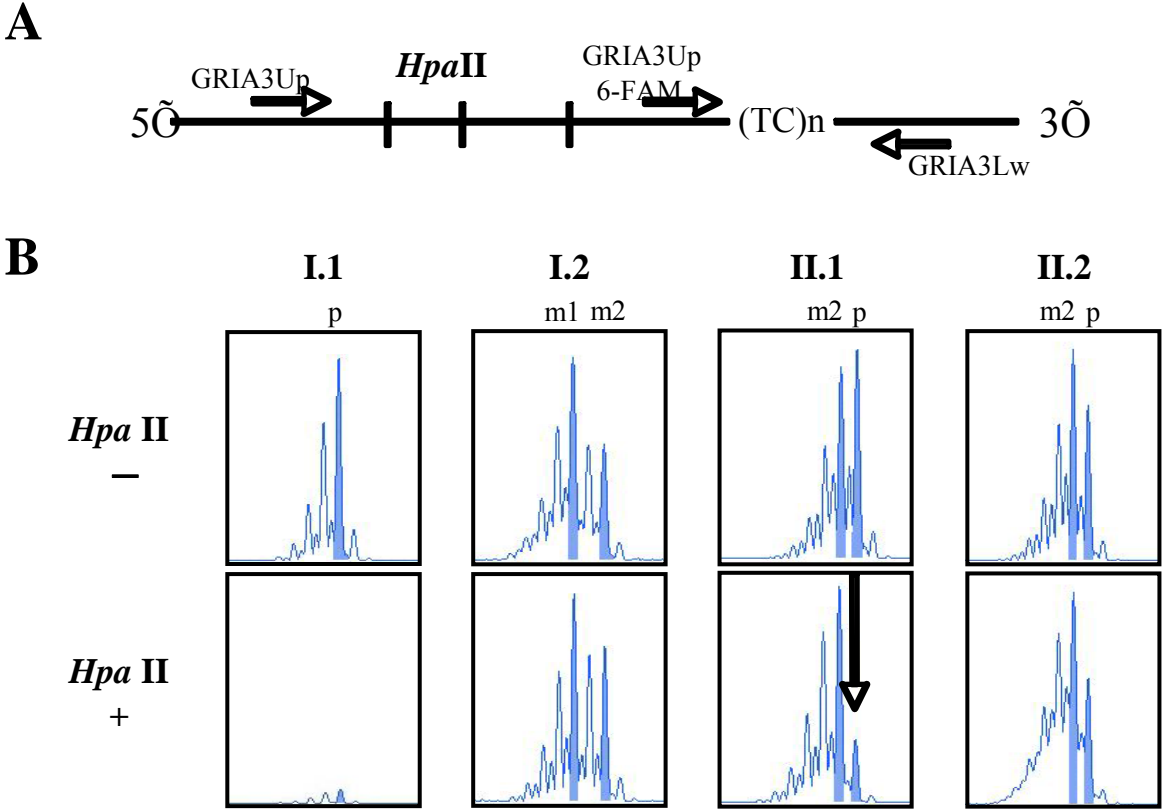 A
GRIA3Up
HpaII
GRIA3Up
6-FAM
5Õ
(TC)n
3Õ
GRIA3Lw
B
I.1
I.2
II.1
II.2
p
m1 m2
m2 p
m2 p
Hpa II
–
Hpa II
+